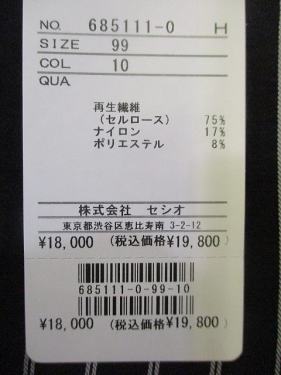 NO. 685111-0 H
SIZE 99
COL 10
QUA
再生繊維
(セルロース) 75%
ナイロン 17%
ポリエステル 8%
株式会社 セシオ
東京都渋谷区恵比寿南 3-2-12
¥18,000 (税込価格¥19,800)
685111-0-99-10
¥18,000 (税込価格¥19,800)